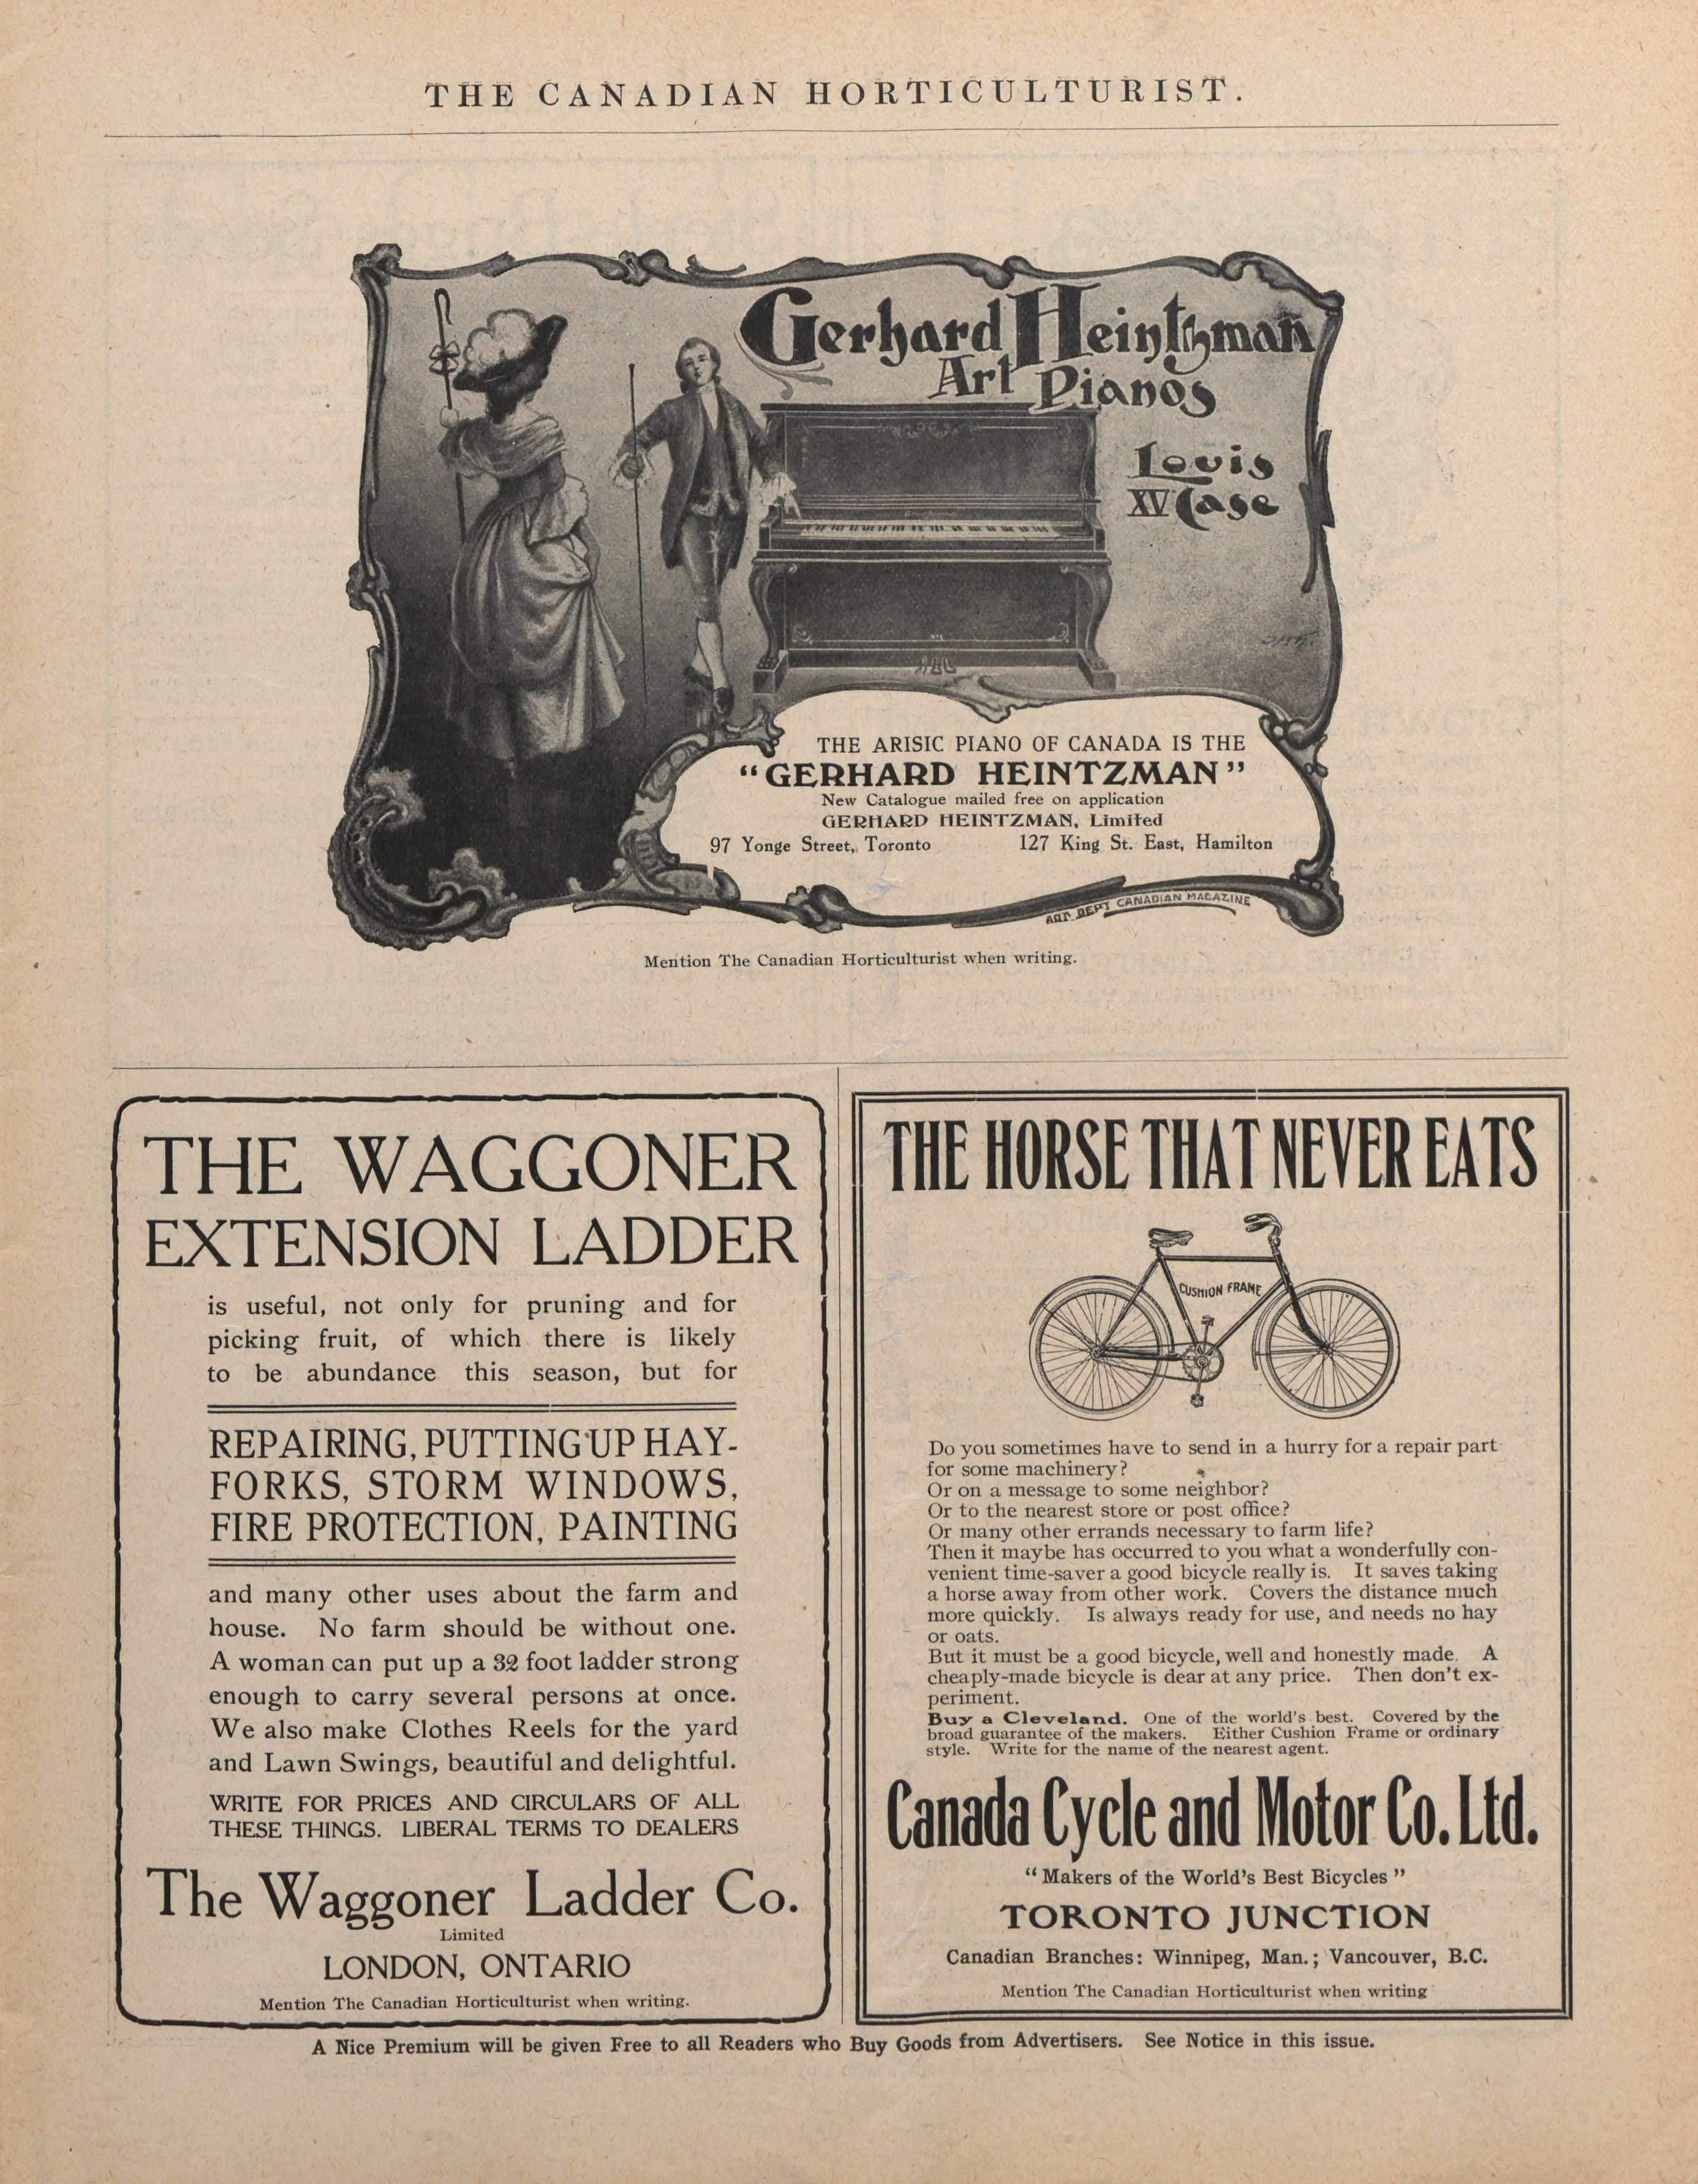 THE CANADIAN HORTICULTURIST.
Gerhard Heintzman
Art Pianos
Louis
XV Case
THE ARISIC PIANO OF CANADA IS THE
"GERHARD HEINTZMAN"
New Catalogue mailed free on application
GERHARD HEINTZMAN, Limited
97 Yonge Street, Toronto 127 King St. East, Hamilton
ART DEPT CANADIAN MAGAZINE
Mention The Canadian Horticulturist when writing.
THE WAGGONER
EXTENSION LADDER
is useful, not only for pruning and for
picking fruit, of which there is likely
to be abundance this season, but for
REPAIRING, PUTTING UP HAY-
FORKS, STORM WINDOWS,
FIRE PROTECTION, PAINTING
and many other uses about the farm and
house. No farm should be without one.
A woman can put up a 32 foot ladder strong
enough to carry several persons at once.
We also make Clothes Reels for the yard
and Lawn Swings, beautiful and delightful.
WRITE FOR PRICES AND CIRCULARS OF ALL
THESE THINGS. LIBERAL TERMS TO DEALERS
The Waggoner Ladder Co.
Limited
LONDON, ONTARIO
Mention The Canadian Horticulturist when writing.
THE HORSE THAT NEVER EATS
CUSHION FRAME
Do you sometimes have to send in a hurry for a repair part
for some machinery?
Or on a message to some neighbor?
Or to the nearest store or post office?
Or many other errands necessary to farm life?
Then it maybe has occurred to you what a wonderfully con-
venient time-saver a good bicycle really is. It saves taking
a horse away from other work. Covers the distance much
more quickly. Is always ready for use, and needs no hay
or oats.
But it must be a good bicycle, well and honestly made. A
cheaply-made bicycle is dear at any price. Then don't ex-
periment.
Buy a Cleveland. One of the world's best. Covered by the
broad guarantee of the makers. Either Cushion Frame or ordinary
style. Write for the name of the nearest agent.
Canada Cycle and Motor Co. Ltd.
"Makers of the World's Best Bicycles"
TORONTO JUNCTION
Canadian Branches: Winnipeg, Man.; Vancouver, B.C.
Mention The Canadian Horticulturist when writing
A Nice Premium will be given Free to all Readers who Buy Goods from Advertisers. See Notice in this issue.